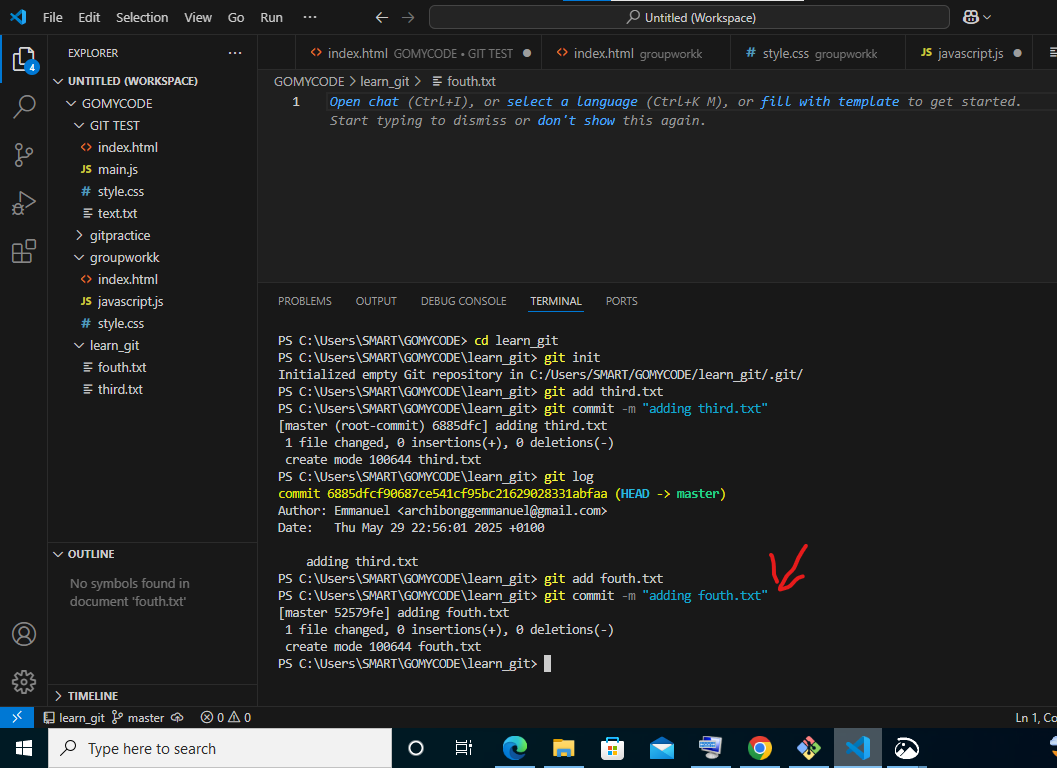 File Edit Selection View Go Run ···
Untitled (Workspace)
EXPLORER
4
UNTITLED (WORKSPACE)
GOMYCODE
GIT TEST
index.html
JS main.js
# style.css
text.txt
gitpractice
groupworkk
index.html
JS javascript.js
# style.css
learn_git
fouth.txt
third.txt
OUTLINE
No symbols found in
document 'fouth.txt'
TIMELINE
index.html GOMYCODE • GIT TEST
index.html groupworkk
# style.css groupworkk
JS javascript.js
GOMYCODE > learn_git > fouth.txt
1 Open chat (Ctrl+I), or select a language (Ctrl+K M), or fill with template to get started.
Start typing to dismiss or don't show this again.
PROBLEMS OUTPUT DEBUG CONSOLE TERMINAL PORTS
PS C:\Users\SMART\GOMYCODE> cd learn_git
PS C:\Users\SMART\GOMYCODE\learn_git> git init
Initialized empty Git repository in C:/Users/SMART/GOMYCODE/learn_git/.git/
PS C:\Users\SMART\GOMYCODE\learn_git> git add third.txt
PS C:\Users\SMART\GOMYCODE\learn_git> git commit -m "adding third.txt"
[master (root-commit) 6885dfc] adding third.txt
1 file changed, 0 insertions(+), 0 deletions(-)
create mode 100644 third.txt
PS C:\Users\SMART\GOMYCODE\learn_git> git log
commit 6885dfcf90687ce541cf95bc21629028331abfaa (HEAD -> master)
Author: Emmanuel <archibonggemmanuel@gmail.com>
Date: Thu May 29 22:56:01 2025 +0100
adding third.txt
PS C:\Users\SMART\GOMYCODE\learn_git> git add fouth.txt
PS C:\Users\SMART\GOMYCODE\learn_git> git commit -m "adding fouth.txt"
[master 52579fe] adding fouth.txt
1 file changed, 0 insertions(+), 0 deletions(-)
create mode 100644 fouth.txt
PS C:\Users\SMART\GOMYCODE\learn_git>
learn_git master 0 0
Ln 1, Co
Type here to search